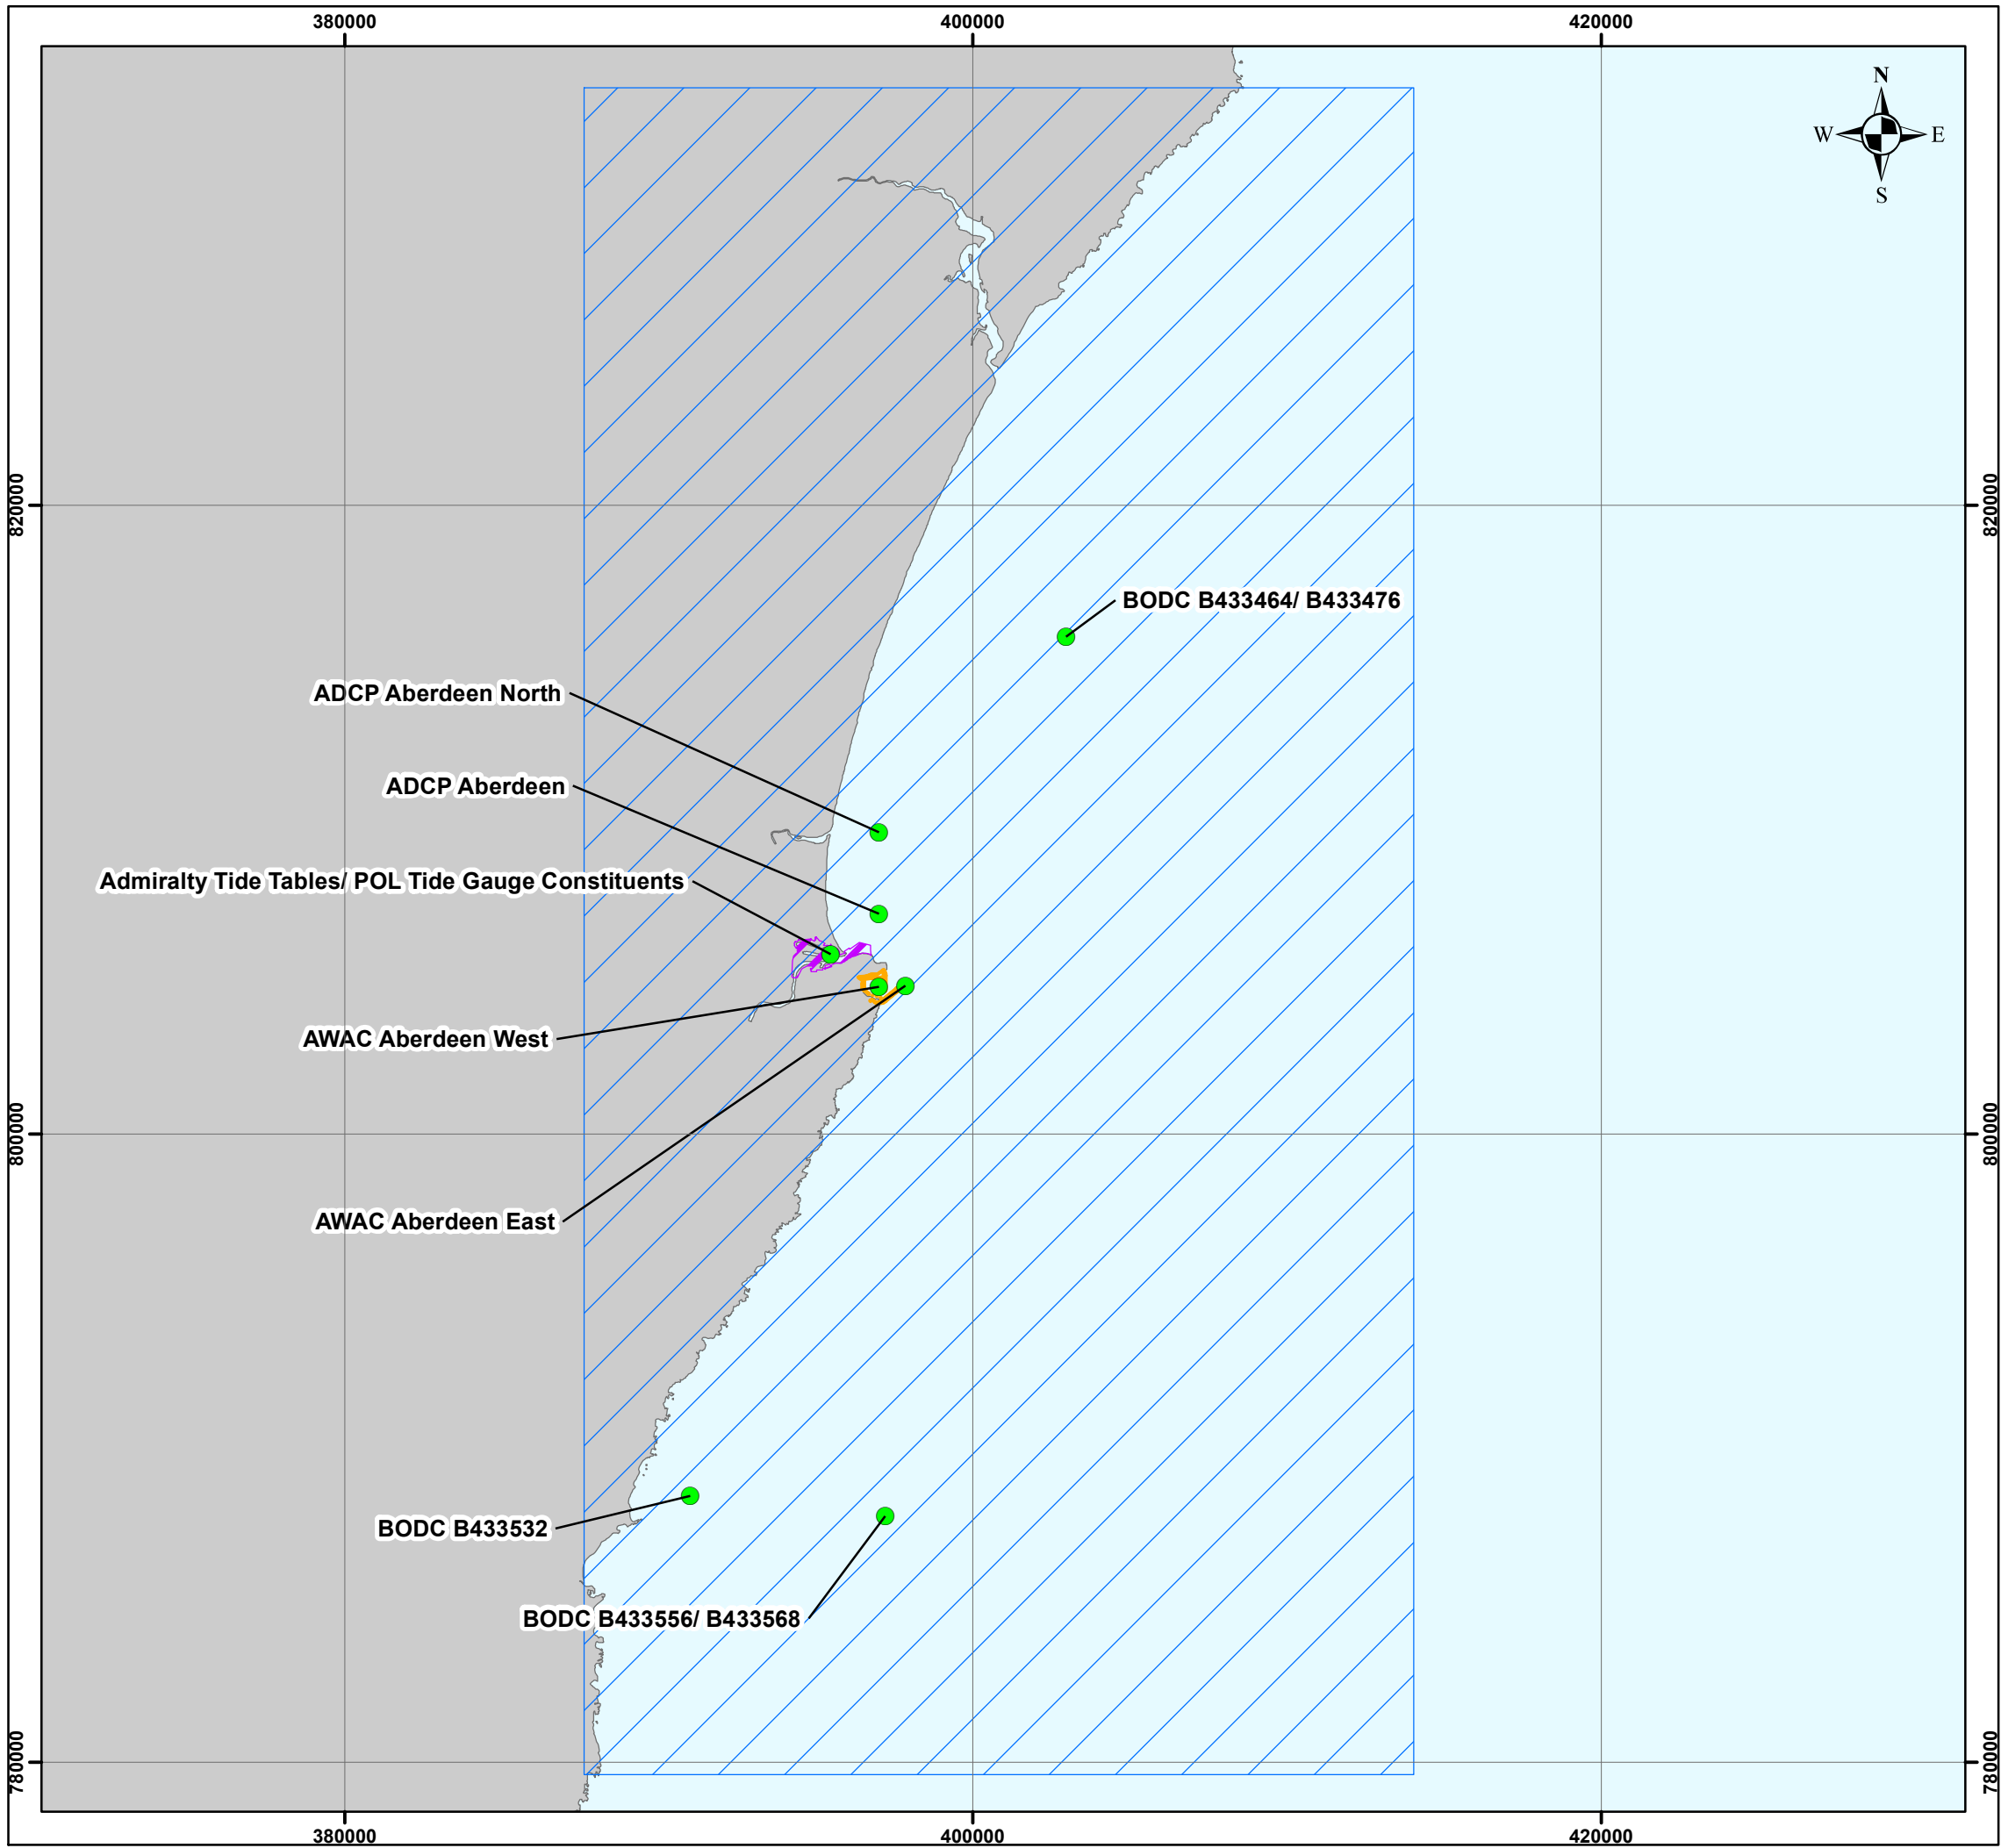 380000
400000
420000
N
W
E
S
820000
820000
BODC B433464/ B433476
ADCP Aberdeen North
ADCP Aberdeen
Admiralty Tide Tables/ POL Tide Gauge Constituents
AWAC Aberdeen West
800000
800000
AWAC Aberdeen East
BODC B433532
BODC B433556/ B433568
780000
780000
380000
400000
420000